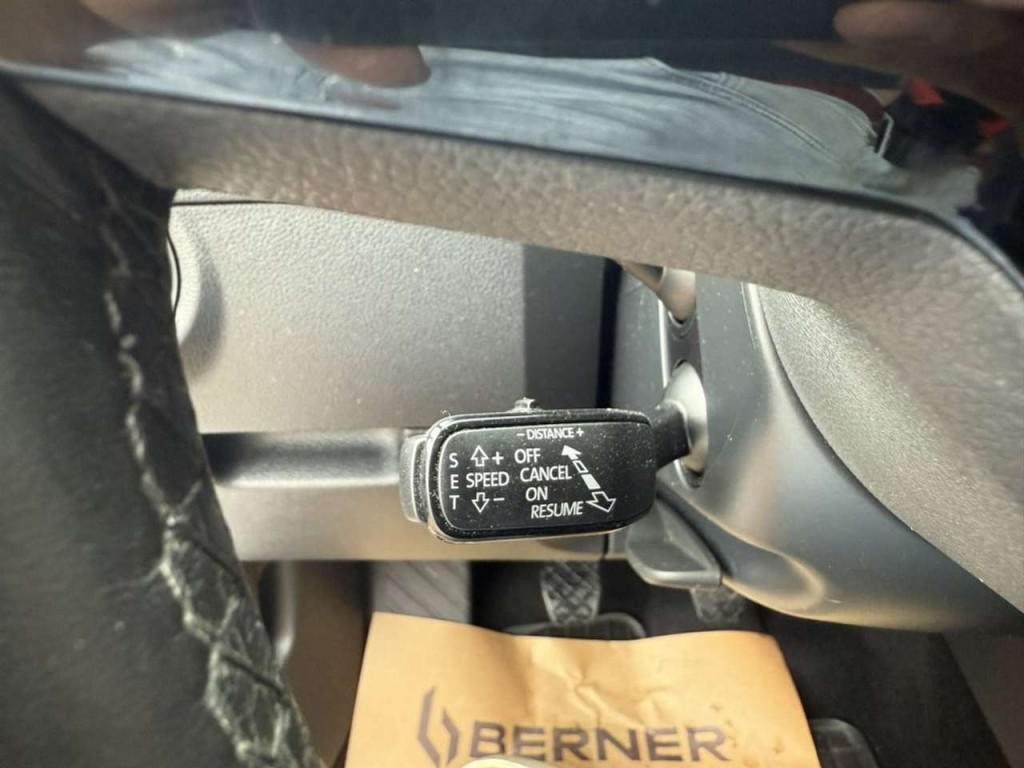 - DISTANCE +
S ⇧ + OFF
E SPEED CANCEL
T ⇩ - ON
RESUME
BERNER